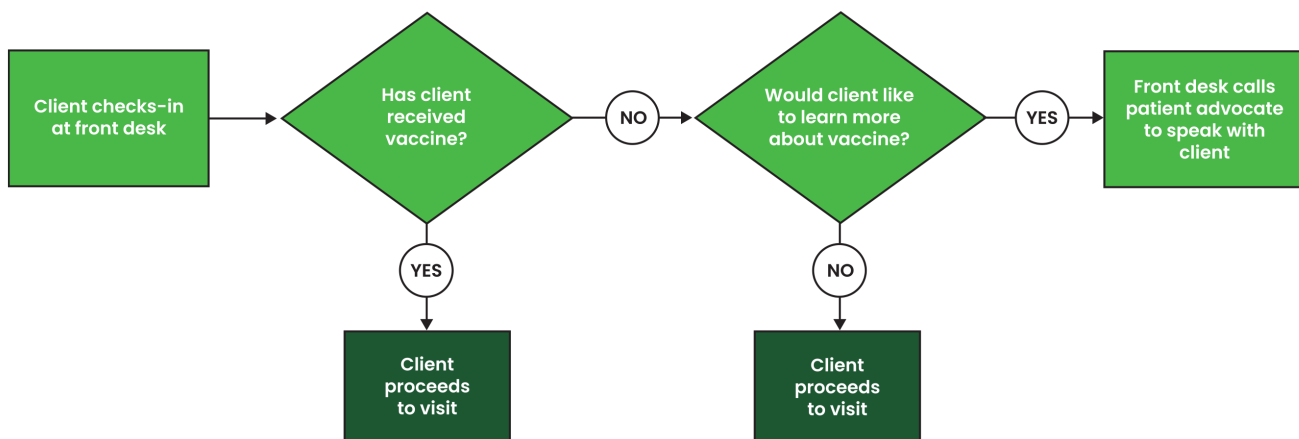 Client checks-in
at front desk
Has client
received
vaccine?
NO
Would client like
to learn more
about vaccine?
YES
Front desk calls
patient advocate
to speak with
client
YES
NO
Client
proceeds
to visit
Client
proceeds
to visit